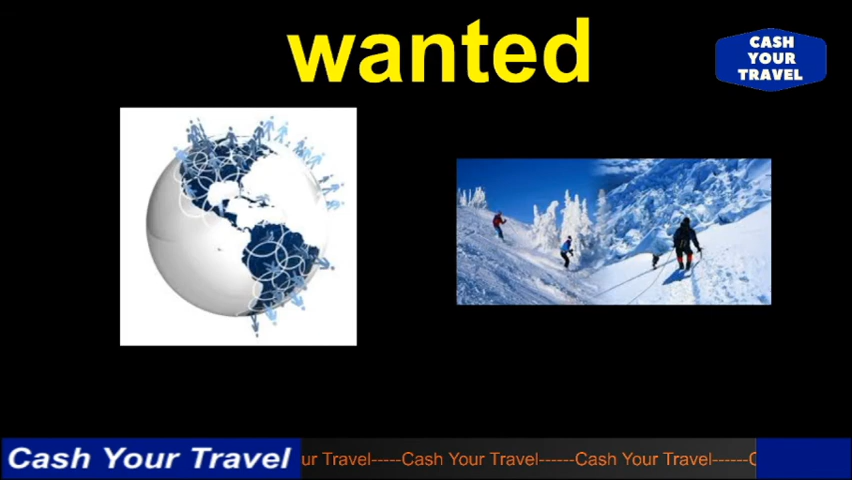 wanted
CASH
YOUR
TRAVEL
Cash Your Travel
ur Travel-----Cash Your Travel------Cash Your Travel------C